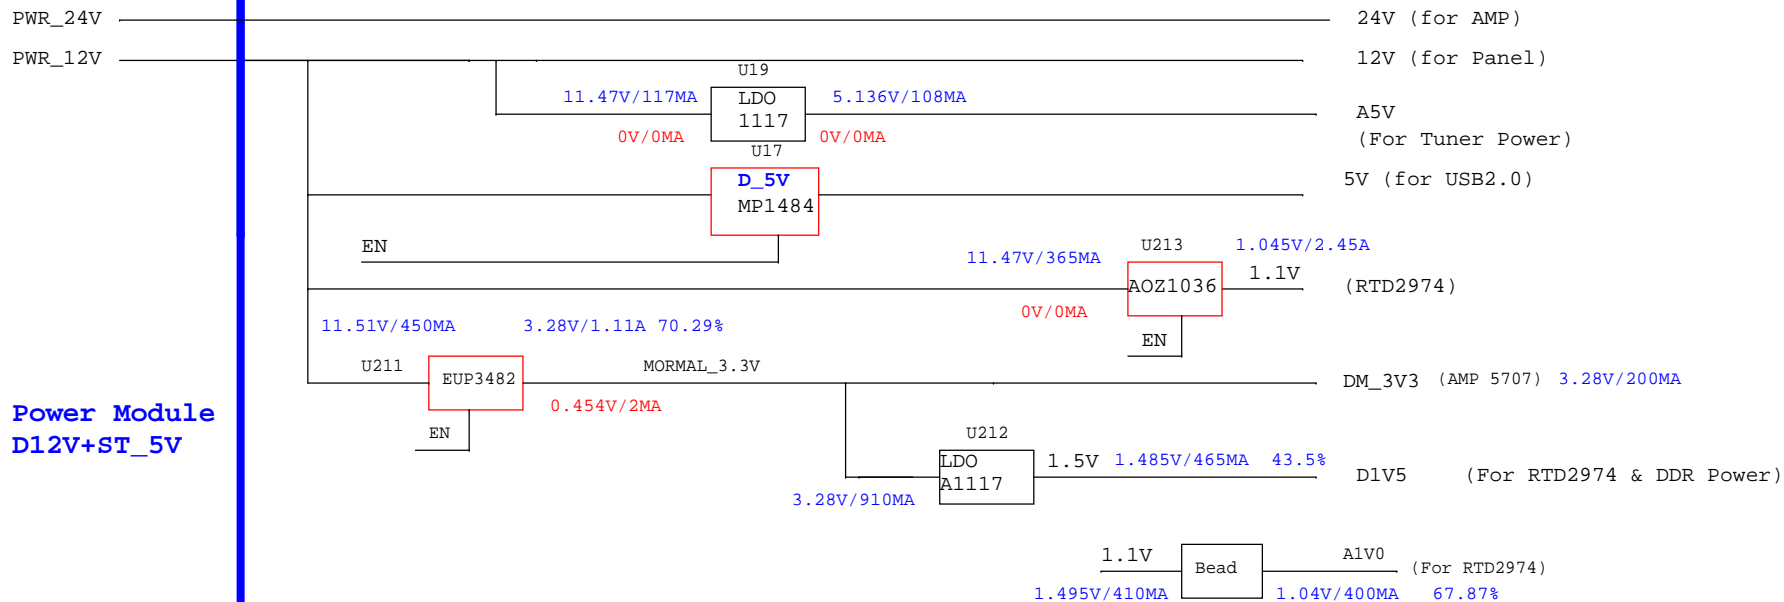 PWR_24V 24V (for AMP)
PWR_12V 12V (for Panel)
U19
11.47V/117MA LDO 5.136V/108MA
1117 A5V
0V/0MA 0V/0MA (For Tuner Power)
U17
D_5V 5V (for USB2.0)
MP1484
EN U213 1.045V/2.45A
11.47V/365MA 1.1V
AOZ1036 (RTD2974)
0V/0MA
11.51V/450MA 3.28V/1.11A 70.29%
EN
U211 MORMAL_3.3V
EUP3482 DM_3V3 (AMP 5707) 3.28V/200MA
0.454V/2MA
Power Module
EN U212
D12V+ST_5V
LDO 1.5V 1.485V/465MA 43.5%
A1117 D1V5 (For RTD2974 & DDR Power)
3.28V/910MA
1.1V A1V0
Bead (For RTD2974)
1.495V/410MA 1.04V/400MA 67.87%